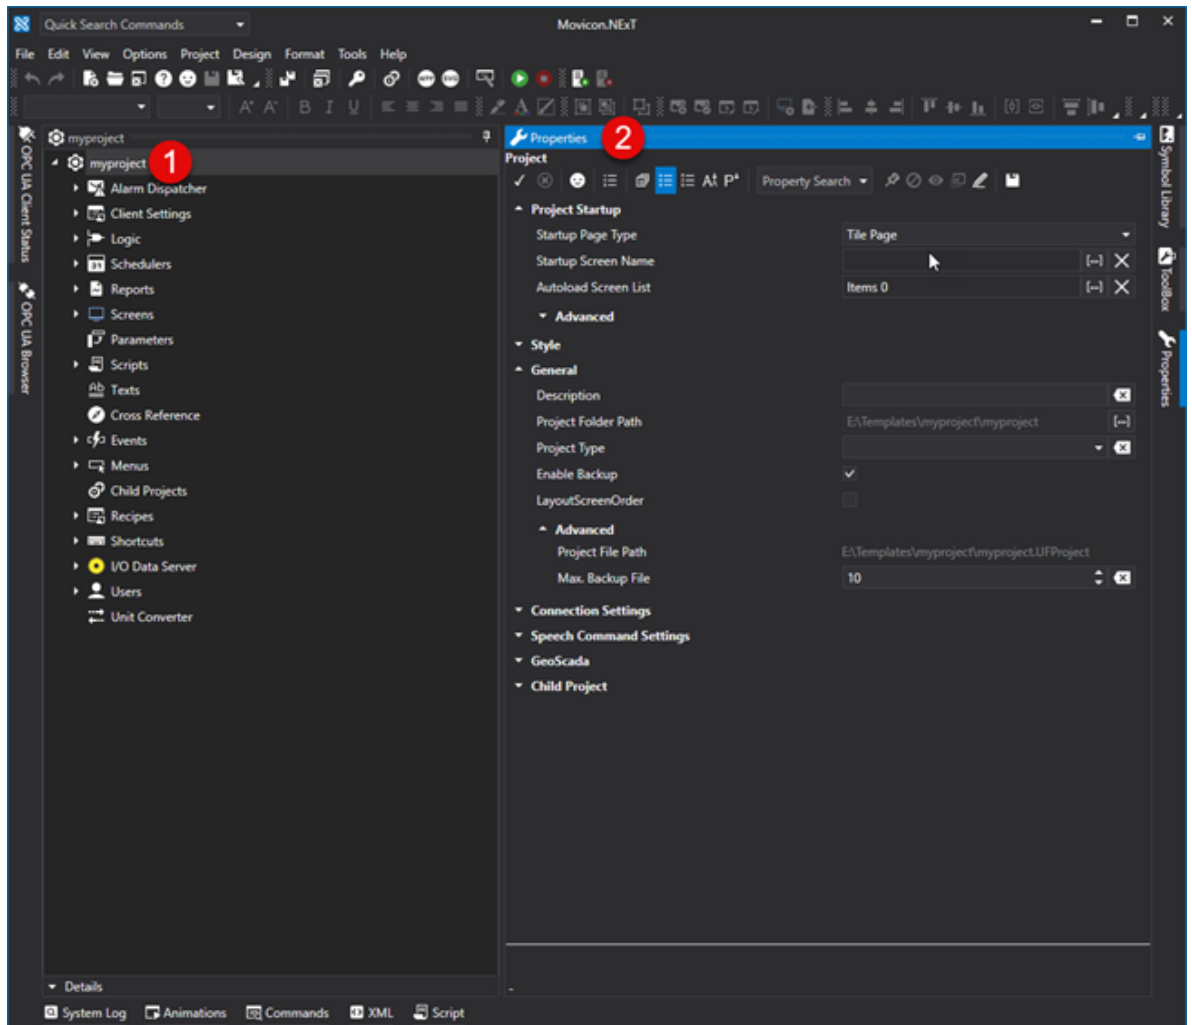 Quick Search Commands
Movicon.NExT
File Edit View Options Project Design Format Tools Help
OPC UA Client Status
OPC UA Browser
myproject
myproject 1
Alarm Dispatcher
Client Settings
Logic
Schedulers
Reports
Screens
Parameters
Scripts
Ab Texts
Cross Reference
Events
Menus
Child Projects
Recipes
Shortcuts
I/O Data Server
Users
Unit Converter
Details
Properties 2
Project
Property Search
Project Startup
Startup Page Type Tile Page
Startup Screen Name
Autoload Screen List Items 0
Advanced
Style
General
Description
Project Folder Path E:\Templates\myproject\myproject
Project Type
Enable Backup
LayoutScreenOrder
Advanced
Project File Path E:\Templates\myproject\myproject.UFProject
Max. Backup File 10
Connection Settings
Speech Command Settings
GeoScada
Child Project
Symbol Library
ToolBox
Properties
System Log Animations Commands XML Script